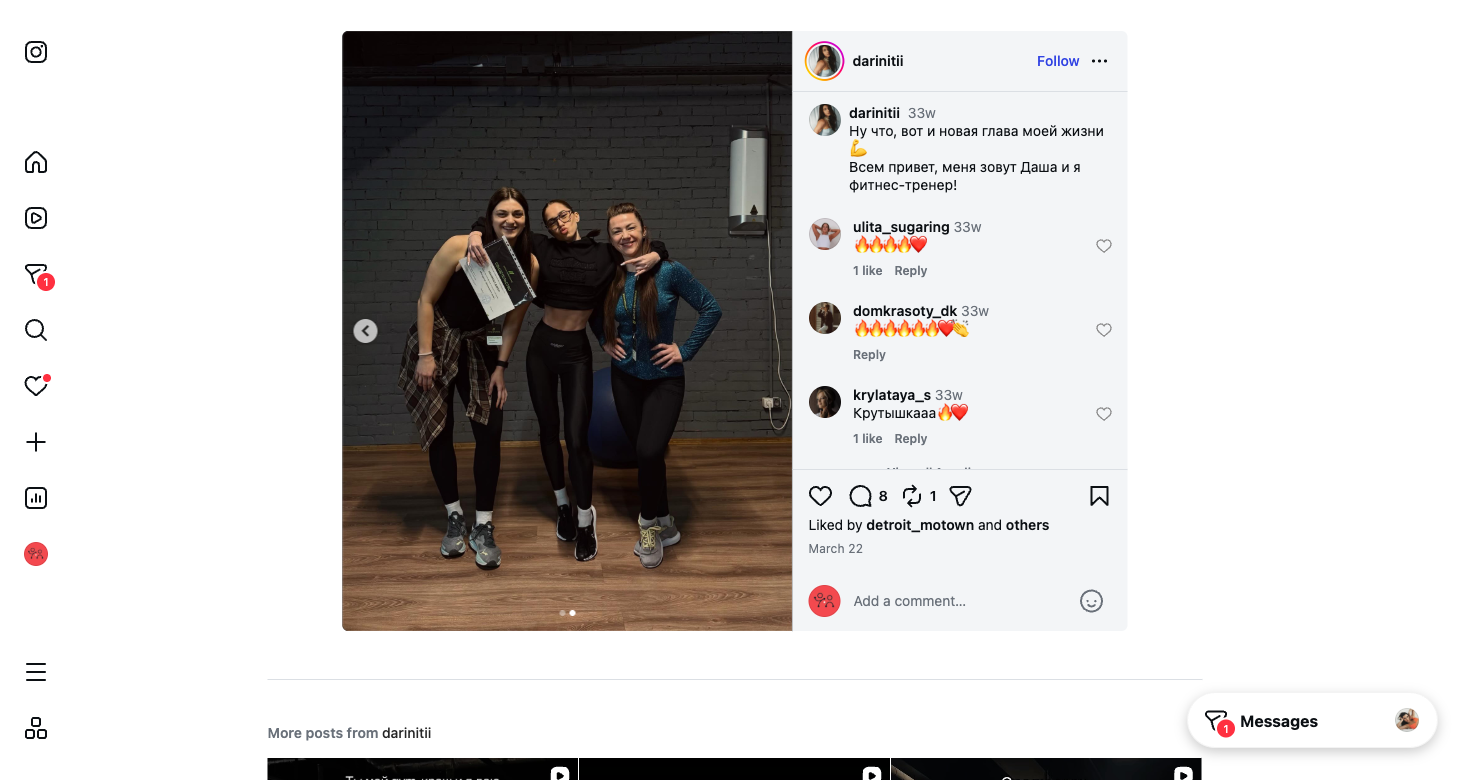 darinitii
Follow
darinitii 33w
Ну что, вот и новая глава моей жизни
💪
Всем привет, меня зовут Даша и я
фитнес-тренер!
ulita_sugaring 33w
🔥🔥🔥🔥❤️
1 like Reply
domkrasoty_dk 33w
🔥🔥🔥🔥🔥🔥❤️👏
Reply
krylataya_s 33w
Крутышкааа🔥❤️
1 like Reply
8 1
Liked by detroit_motown and others
March 22
Add a comment...
1
More posts from darinitii
1 Messages